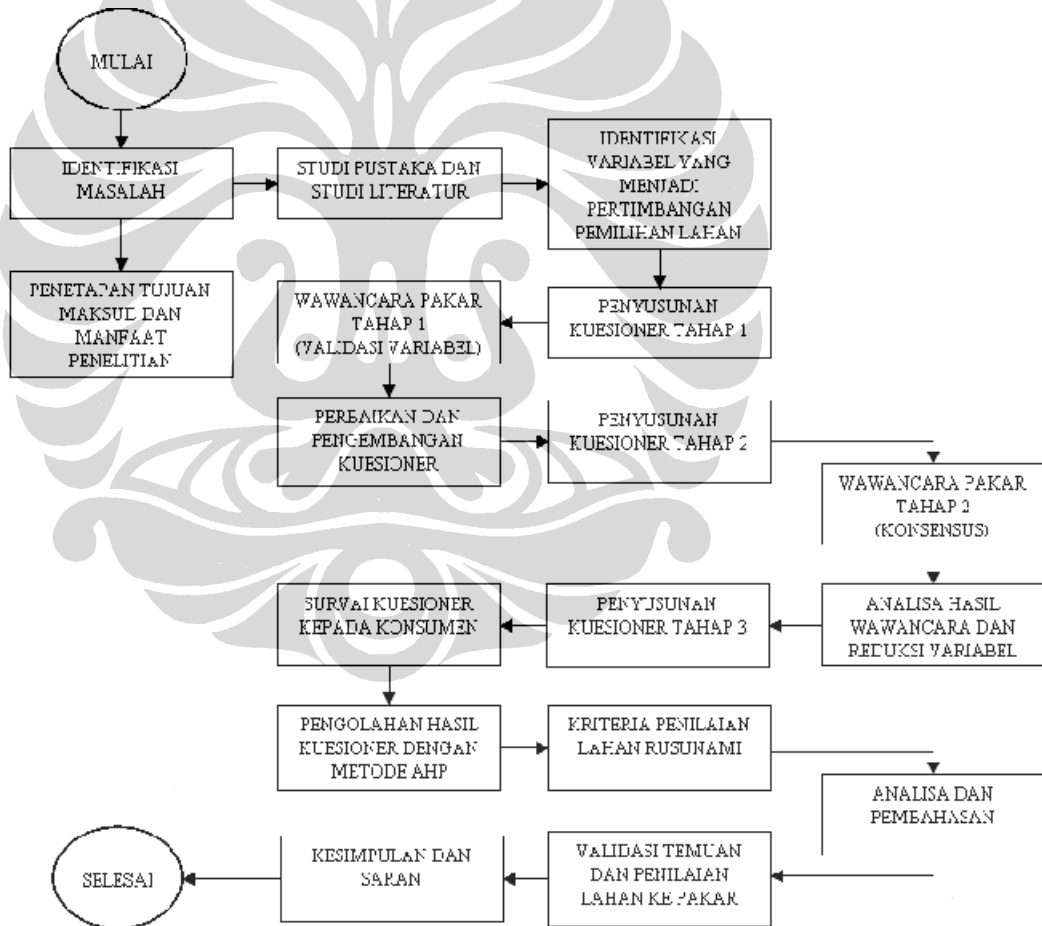 MULAI
IDENTIFIKASI
MASALAH
STUDI PUSTAKA DAN
STUDI LITERATUR
IDENTIFIKASI
VARIABEL YANG
MENJADI
PERTIMBANGAN
PEMILIHAN LAHAN
PENETAPAN TUJUAN
MAKSUD DAN
MANFAAT
PENELITIAN
WAWANCARA PAKAR
TAHAP 1
(VALIDASI VARIABEL)
PENYUSUNAN
KUESIONER TAHAP 1
PERBAIKAN DAN
PENGEMBANGAN
KUESIONER
PENYUSUNAN
KUESIONER TAHAP 2
WAWANCARA PAKAR
TAHAP 2
(KONSENSUS)
SURVAI KUESIONER
KEPADA KONSUMEN
PENYUSUNAN
KUESIONER TAHAP 3
ANALISA HASIL
WAWANCARA DAN
REDUKSI VARIABEL
PENGOLAHAN HASIL
KUESIONER DENGAN
METODE AHP
KRITERIA PENILAIAN
LAHAN RUSUNAMI
ANALISA DAN
PEMBAHASAN
SELESAI
KESIMPULAN DAN
SARAN
VALIDASI TEMUAN
DAN PENILAIAN
LAHAN KE PAKAR